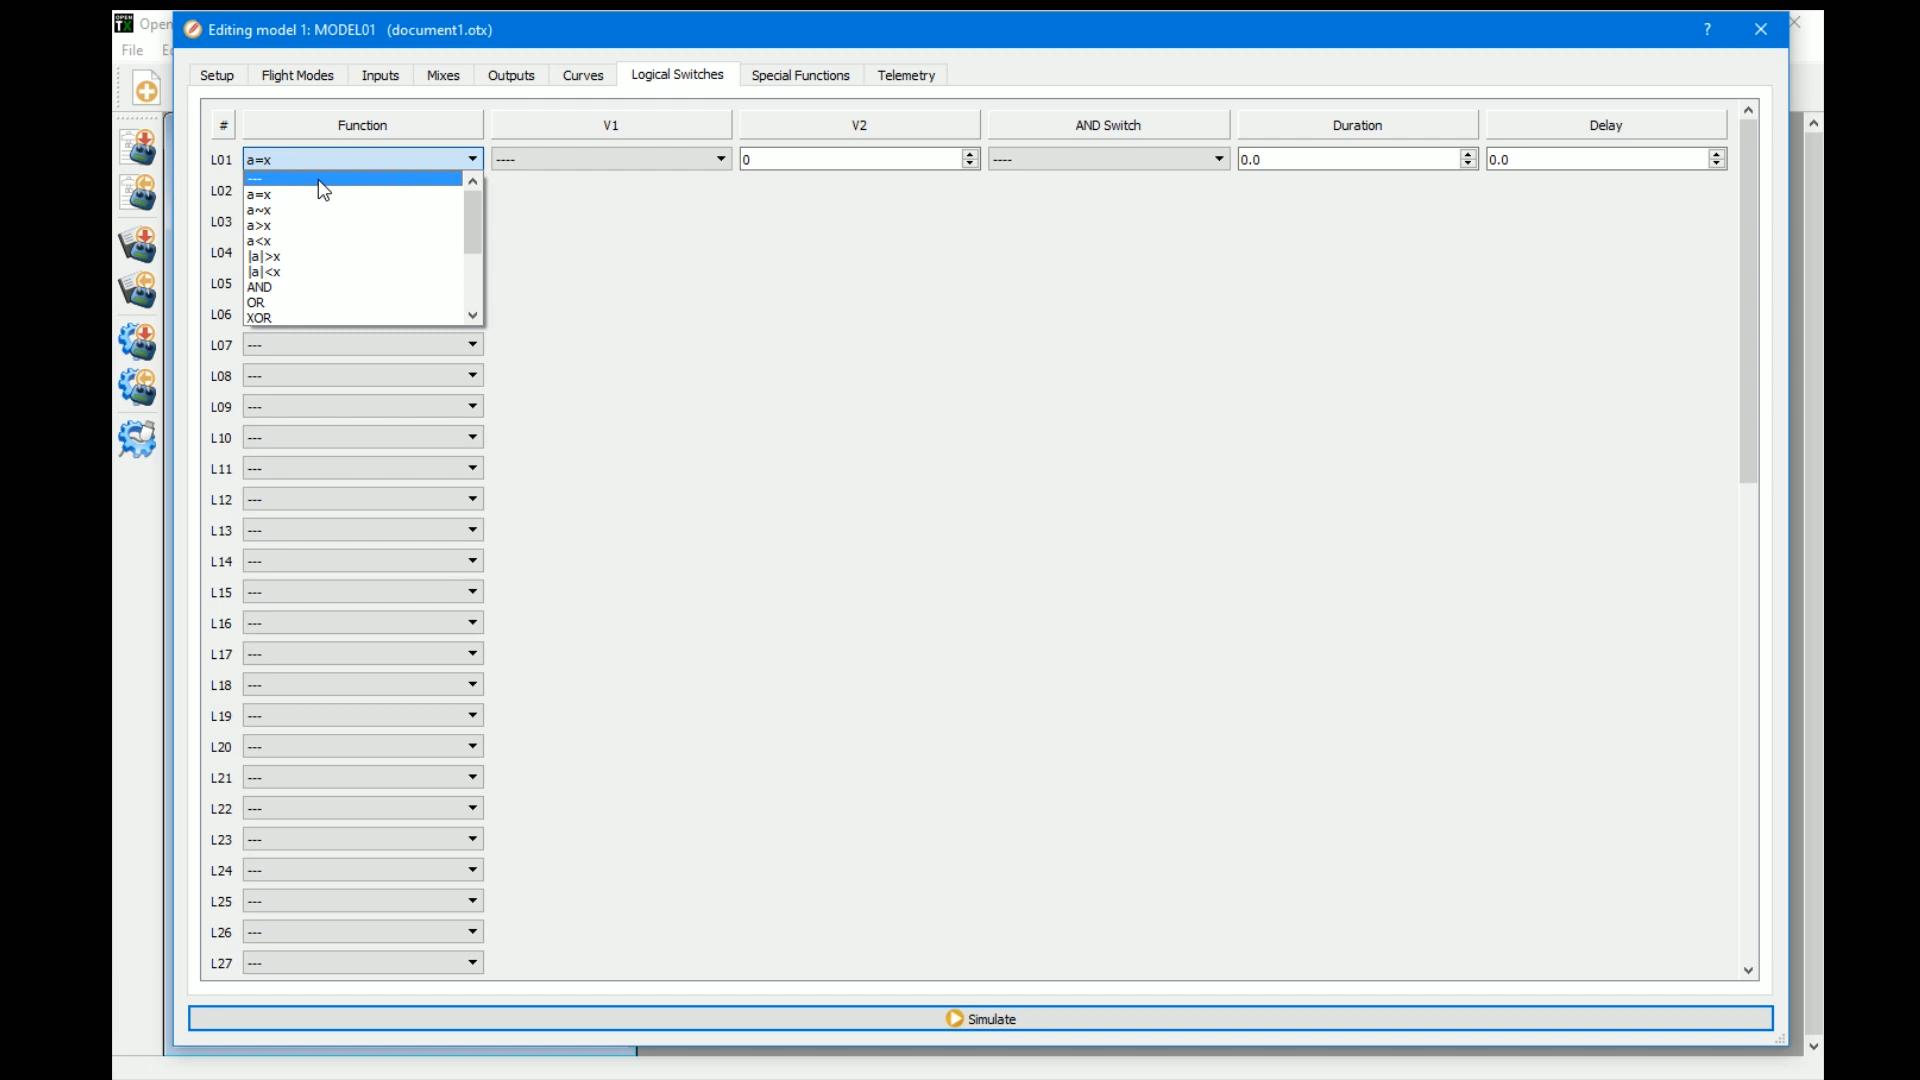 OPEN TX Open
Editing model 1: MODEL01 (document1.otx) ?
File E
Setup Flight Modes Inputs Mixes Outputs Curves Logical Switches Special Functions Telemetry
# Function V1 V2 AND Switch Duration Delay
L01 a=x ---- 0 ---- 0.0 0.0
---
L02 a=x
a~x
L03 a>x
a<x
L04 |a|>x
|a|<x
L05 AND
OR
L06 XOR
L07 ---
L08 ---
L09 ---
L10 ---
L11 ---
L12 ---
L13 ---
L14 ---
L15 ---
L16 ---
L17 ---
L18 ---
L19 ---
L20 ---
L21 ---
L22 ---
L23 ---
L24 ---
L25 ---
L26 ---
L27 ---
Simulate